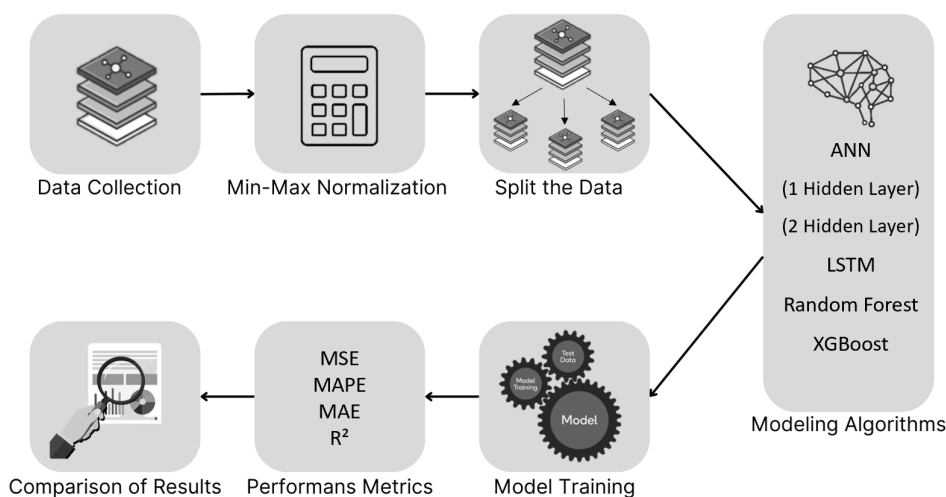 Data Collection
Min-Max Normalization
Split the Data
ANN
(1 Hidden Layer)
(2 Hidden Layer)
LSTM
Random Forest
XGBoost
Modeling Algorithms
Test
Data
Model
Training
Model
Model Training
MSE
MAPE
MAE
R²
Performans Metrics
Comparison of Results